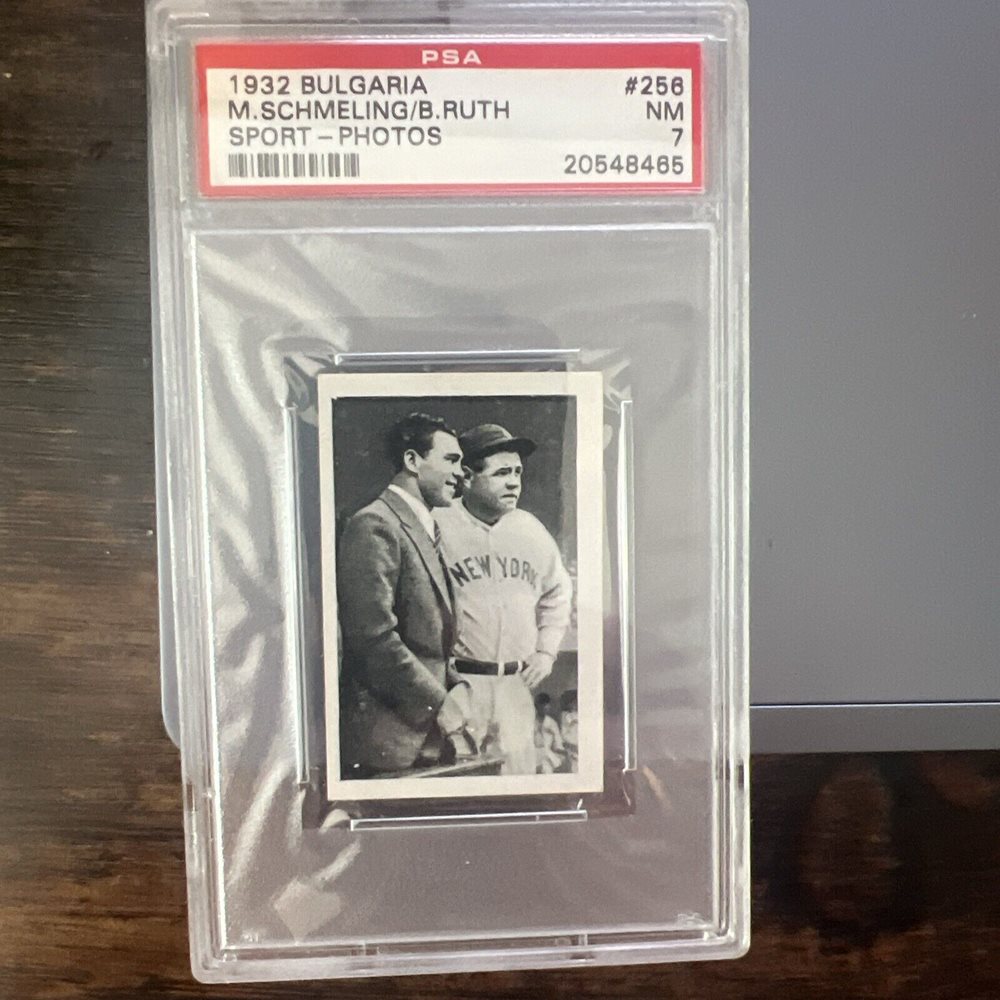 PSA
1932 BULGARIA #256
M.SCHMELING/B.RUTH NM
SPORT-PHOTOS 7
20548465
NEW YORK